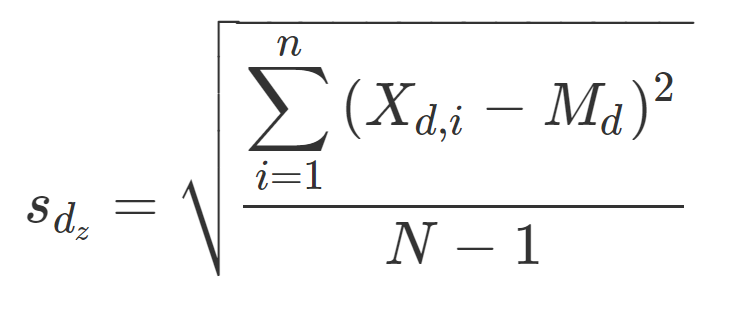 $s_{d_z} = \sqrt{\frac{\sum_{i=1}^{n} (X_{d,i} - M_d)^2}{N - 1}}$